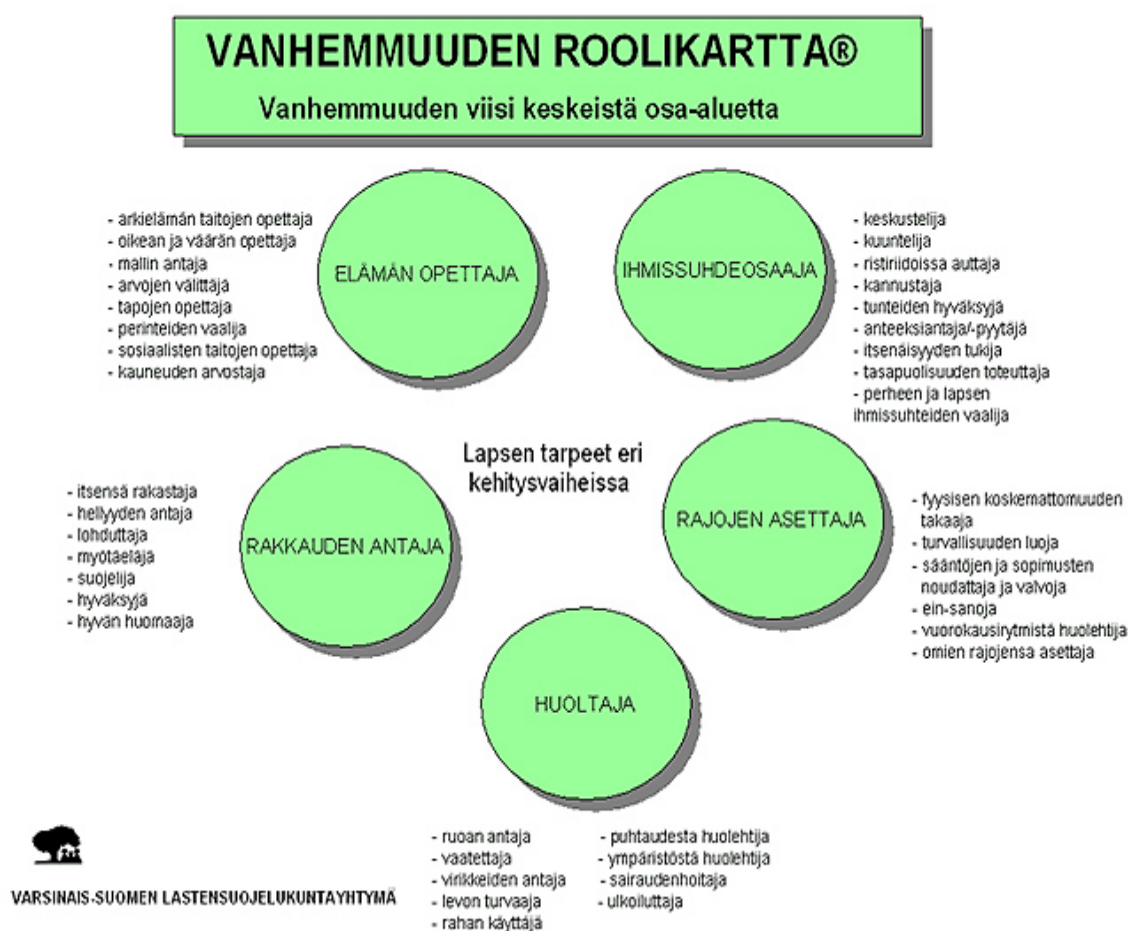 VANHEMMUUDEN ROOLIKARTTA®
Vanhemmuuden viisi keskeistä osa-aluetta
- arkielämän taitojen opettaja
- oikean ja väärän opettaja
- mallin antaja
- arvojen välittäjä
- tapojen opettaja
- perinteiden vaalija
- sosiaalisten taitojen opettaja
- kauneuden arvostaja
ELÄMÄN OPETTAJA
IHMISSUHDEOSAAJA
- keskustelija
- kuuntelija
- ristiriidoissa auttaja
- kannustaja
- tunteiden hyväksyjä
- anteeksiantaja/-pyytäjä
- itsenäisyyden tukija
- tasapuolisuuden toteuttaja
- perheen ja lapsen
ihmissuhteiden vaalija
Lapsen tarpeet eri
kehitysvaiheissa
- itsensä rakastaja
- hellyyden antaja
- lohduttaja
- myötäeläjä
- suojelija
- hyväksyjä
- hyvän huomaaja
RAKKAUDEN ANTAJA
RAJOJEN ASETTAJA
- fyysisen koskemattomuuden
takaaja
- turvallisuuden luoja
- sääntöjen ja sopimusten
noudattaja ja valvoja
- ein-sanoja
- vuorokausirytmistä huolehtija
- omien rajojensa asettaja
HUOLTAJA
- ruoan antaja
- vaatettaja
- virikkeiden antaja
- levon turvaaja
- rahan käyttäjä
- puhtaudesta huolehtija
- ympäristöstä huolehtija
- sairaudenhoitaja
- ulkoiluttaja
VARSINAIS-SUOMEN LASTENSUOJELUKUNTAYHTYMÄ